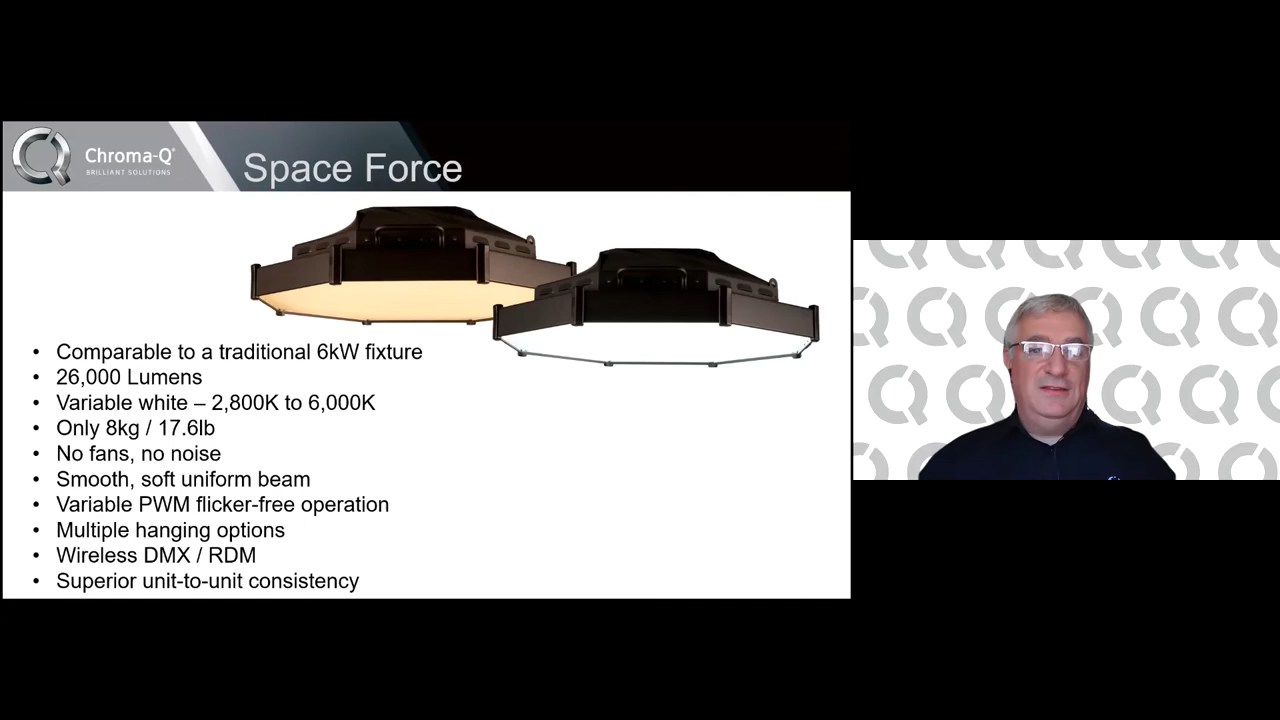 Chroma-Q®
BRILLIANT SOLUTIONS
Space Force
• Comparable to a traditional 6kW fixture
• 26,000 Lumens
• Variable white – 2,800K to 6,000K
• Only 8kg / 17.6lb
• No fans, no noise
• Smooth, soft uniform beam
• Variable PWM flicker-free operation
• Multiple hanging options
• Wireless DMX / RDM
• Superior unit-to-unit consistency